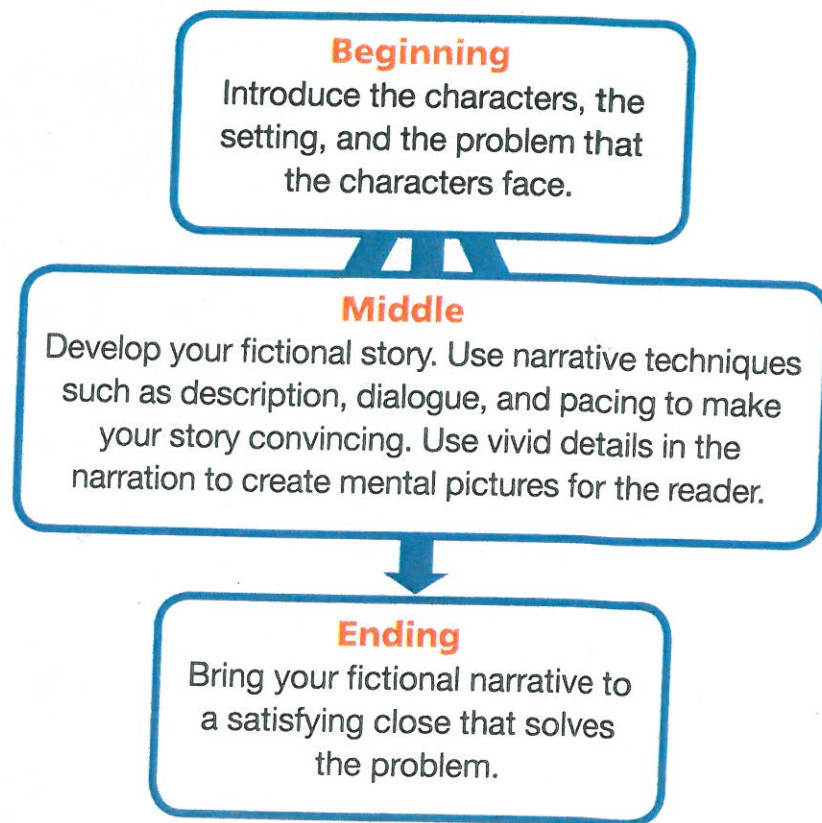 Beginning
Introduce the characters, the
setting, and the problem that
the characters face.
Middle
Develop your fictional story. Use narrative techniques
such as description, dialogue, and pacing to make
your story convincing. Use vivid details in the
narration to create mental pictures for the reader.
Ending
Bring your fictional narrative to
a satisfying close that solves
the problem.